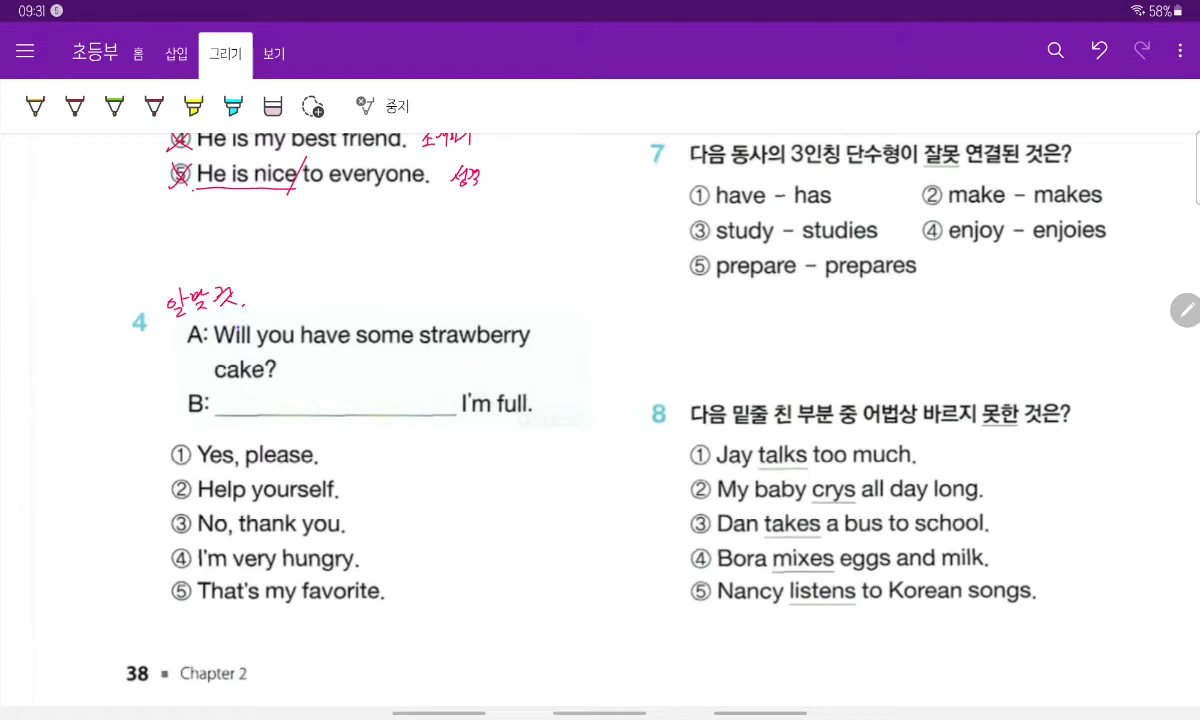 09:31
58%
초등부 홈 삽입 그리기 보기
중지
④ He is my best friend. 소개하기
⑤ He is nice to everyone. 성격
알맞 것.
4
A: Will you have some strawberry
cake?
B: ____________________ I'm full.
① Yes, please.
② Help yourself.
③ No, thank you.
④ I'm very hungry.
⑤ That's my favorite.
38 ■ Chapter 2
7 다음 동사의 3인칭 단수형이 잘못 연결된 것은?
① have – has ② make – makes
③ study – studies ④ enjoy – enjoies
⑤ prepare – prepares
8 다음 밑줄 친 부분 중 어법상 바르지 못한 것은?
① Jay talks too much.
② My baby crys all day long.
③ Dan takes a bus to school.
④ Bora mixes eggs and milk.
⑤ Nancy listens to Korean songs.